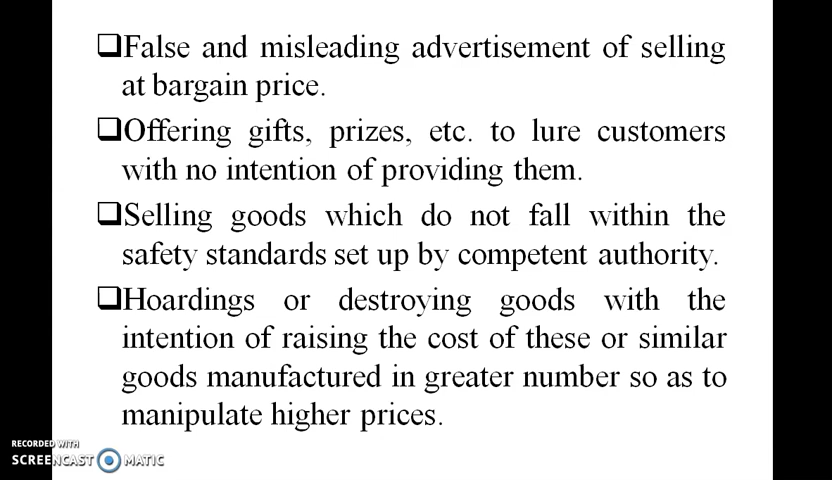 ❑False and misleading advertisement of selling
at bargain price.
❑Offering gifts, prizes, etc. to lure customers
with no intention of providing them.
❑Selling goods which do not fall within the
safety standards set up by competent authority.
❑Hoardings or destroying goods with the
intention of raising the cost of these or similar
goods manufactured in greater number so as to
manipulate higher prices.
RECORDED WITH
SCREENCAST MATIC